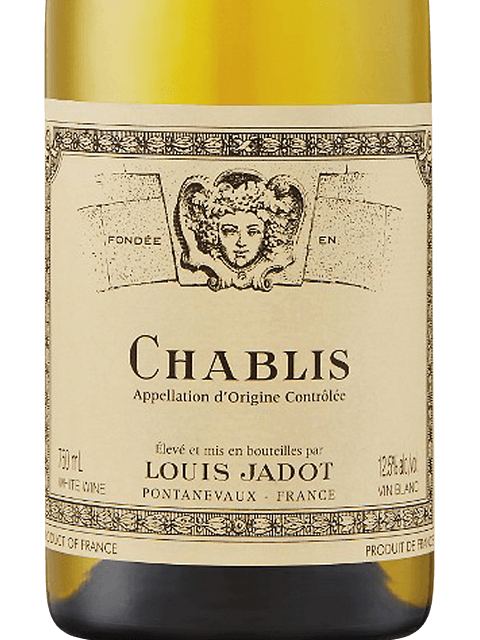 FONDÉE EN
CHABLIS
Appellation d'Origine Contrôlée
Élevé et mis en bouteilles par
750 mL LOUIS JADOT 12.5% alc./vol.
WHITE WINE PONTANEVAUX - FRANCE VIN BLANC
PRODUCT OF FRANCE PRODUIT DE FRANCE